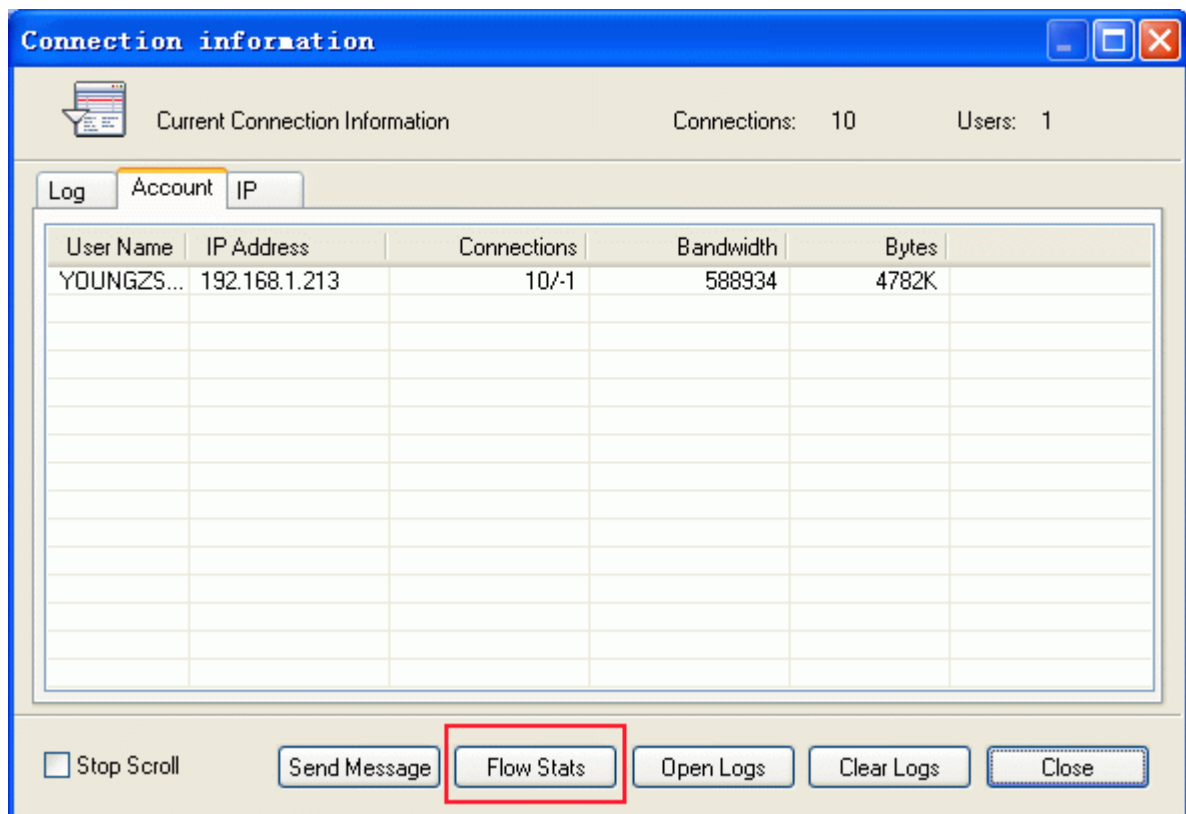 Connection information
Current Connection Information Connections: 10 Users: 1
Log Account IP
User Name IP Address Connections Bandwidth Bytes
YOUNGZS... 192.168.1.213 10/-1 588934 4782K
Stop Scroll Send Message Flow Stats Open Logs Clear Logs Close